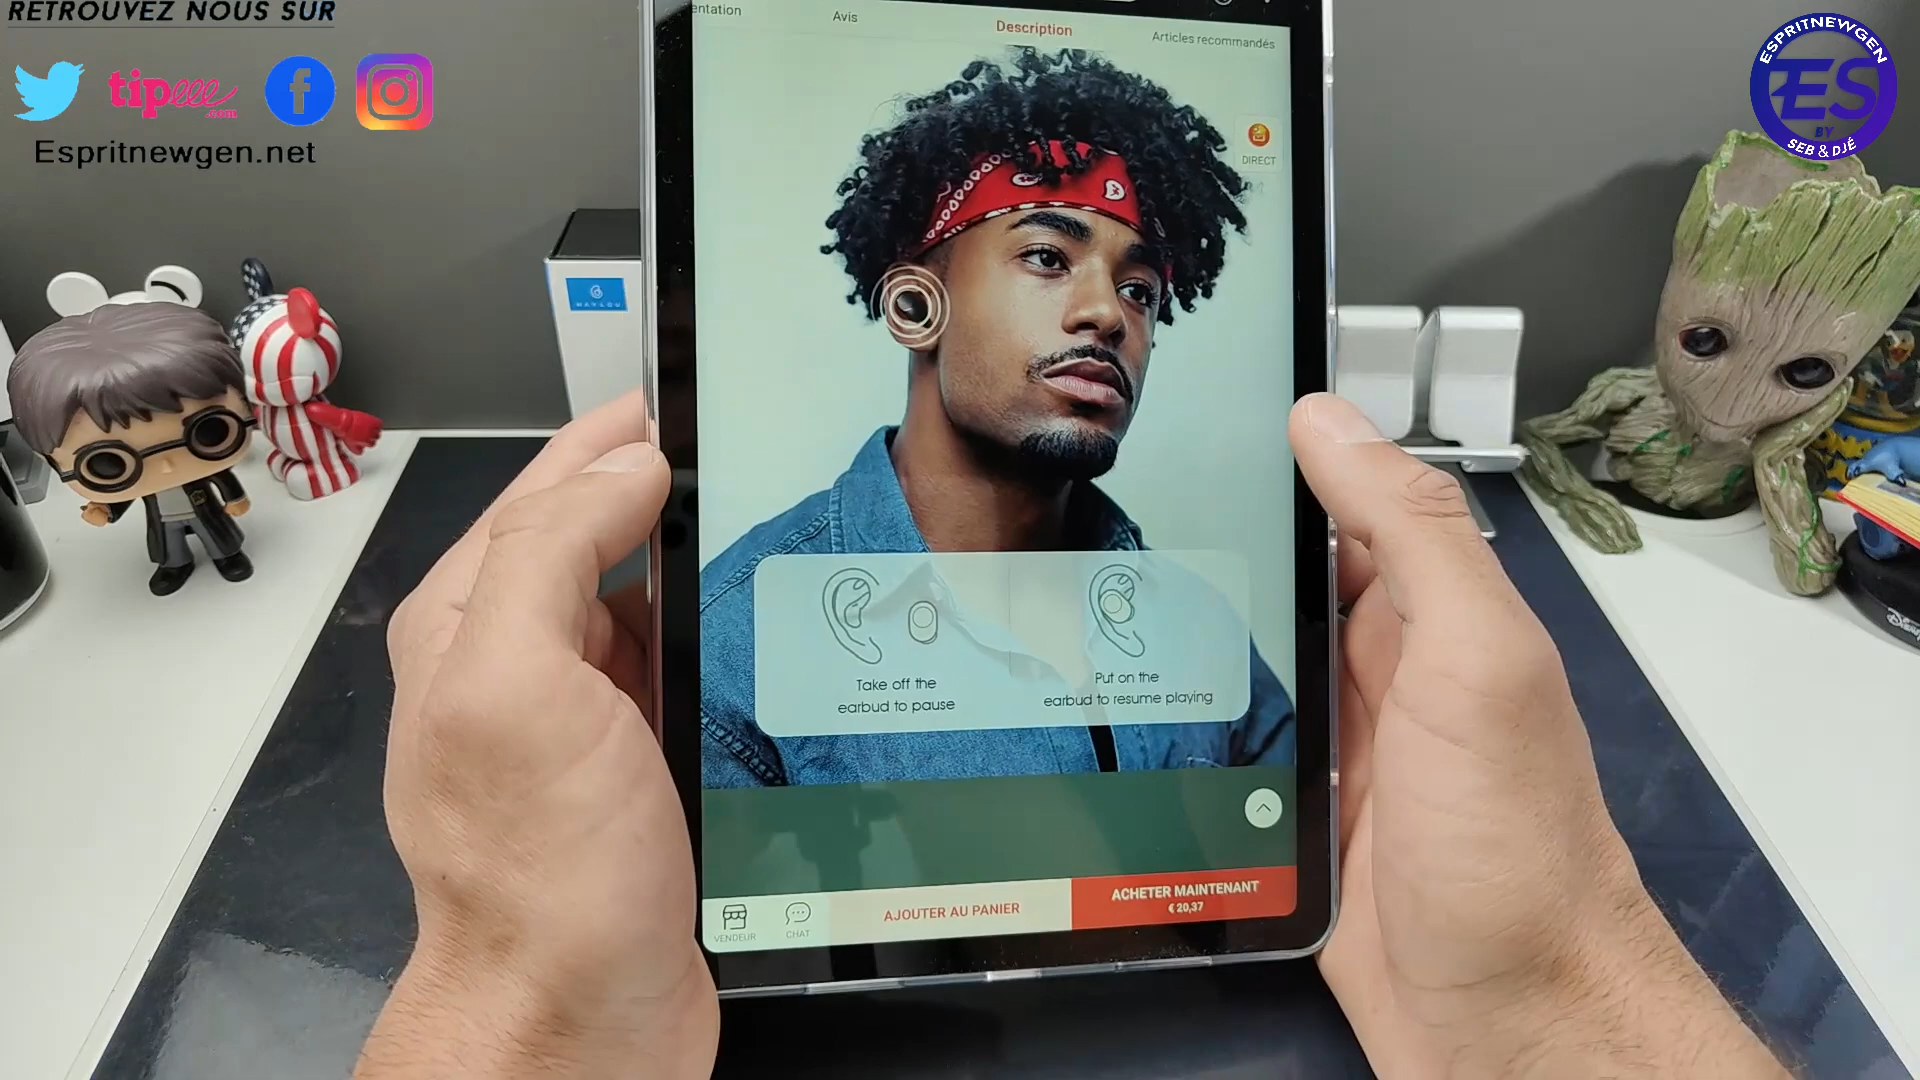 RETROUVEZ NOUS SUR
tipeee
.com
Espritnewgen.net
ESPRITNEWGEN
ES
BY
SEB & DJÉ
Avis
Description
Articles recommandés
DIRECT
HAYLOU
Take off the
earbud to pause
Put on the
earbud to resume playing
VENDEUR
CHAT
AJOUTER AU PANIER
ACHETER MAINTENANT
€ 20,37